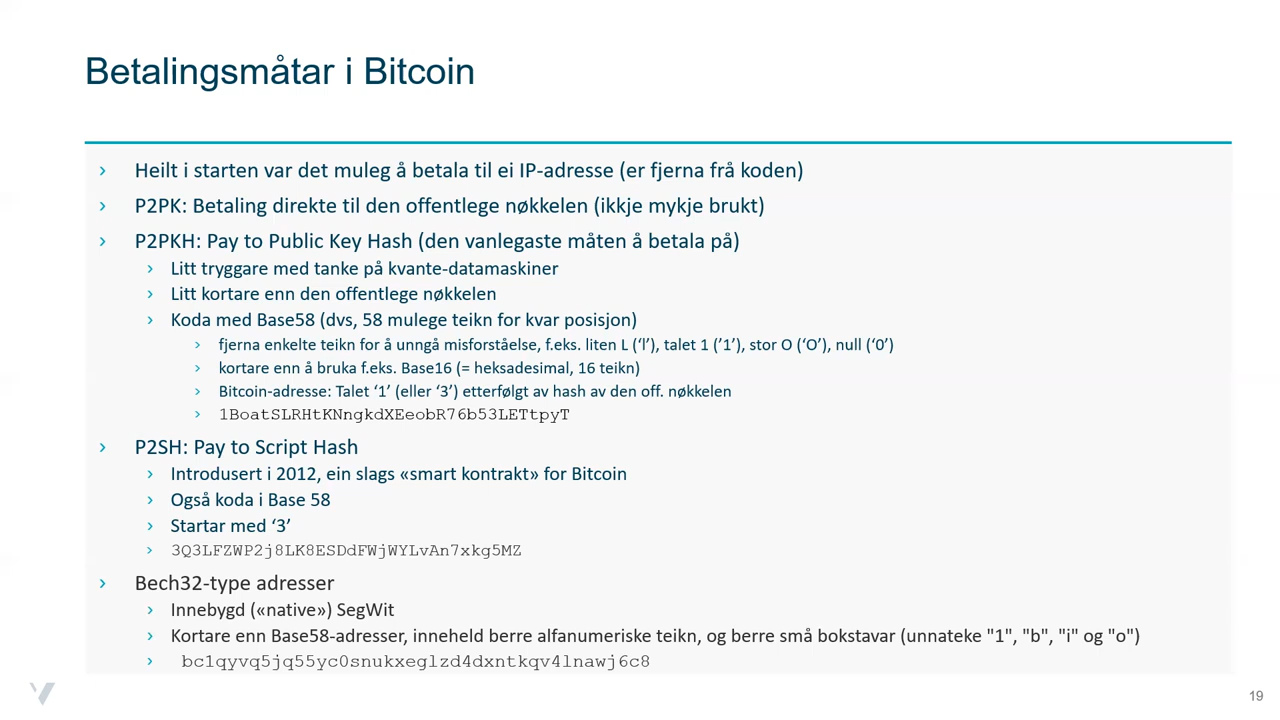 Betalingsmåtar i Bitcoin
› Heilt i starten var det muleg å betala til ei IP-adresse (er fjerna frå koden)
› P2PK: Betaling direkte til den offentlege nøkkelen (ikkje mykje brukt)
› P2PKH: Pay to Public Key Hash (den vanlegaste måten å betala på)
› Litt tryggare med tanke på kvante-datamaskiner
› Litt kortare enn den offentlege nøkkelen
› Koda med Base58 (dvs, 58 mulege teikn for kvar posisjon)
› fjerna enkelte teikn for å unngå misforståelse, f.eks. liten L (‘l’), talet 1 (’1’), stor O (‘O’), null (‘0’)
› kortare enn å bruka f.eks. Base16 (= heksadesimal, 16 teikn)
› Bitcoin-adresse: Talet ‘1’ (eller ‘3’) etterfølgt av hash av den off. nøkkelen
› 1BoatSLRHtKNngkdXEeobR76b53LETtpyT
› P2SH: Pay to Script Hash
› Introdusert i 2012, ein slags «smart kontrakt» for Bitcoin
› Også koda i Base 58
› Startar med ‘3’
› 3Q3LFZWP2j8LK8ESDdFWjWYLvAn7xkg5MZ
› Bech32-type adresser
› Innebygd («native») SegWit
› Kortare enn Base58-adresser, inneheld berre alfanumeriske teikn, og berre små bokstavar (unnateke "1", "b", "i" og "o")
› bc1qyvq5jq55yc0snukxeglzd4dxntkqv4lnawj6c8
19